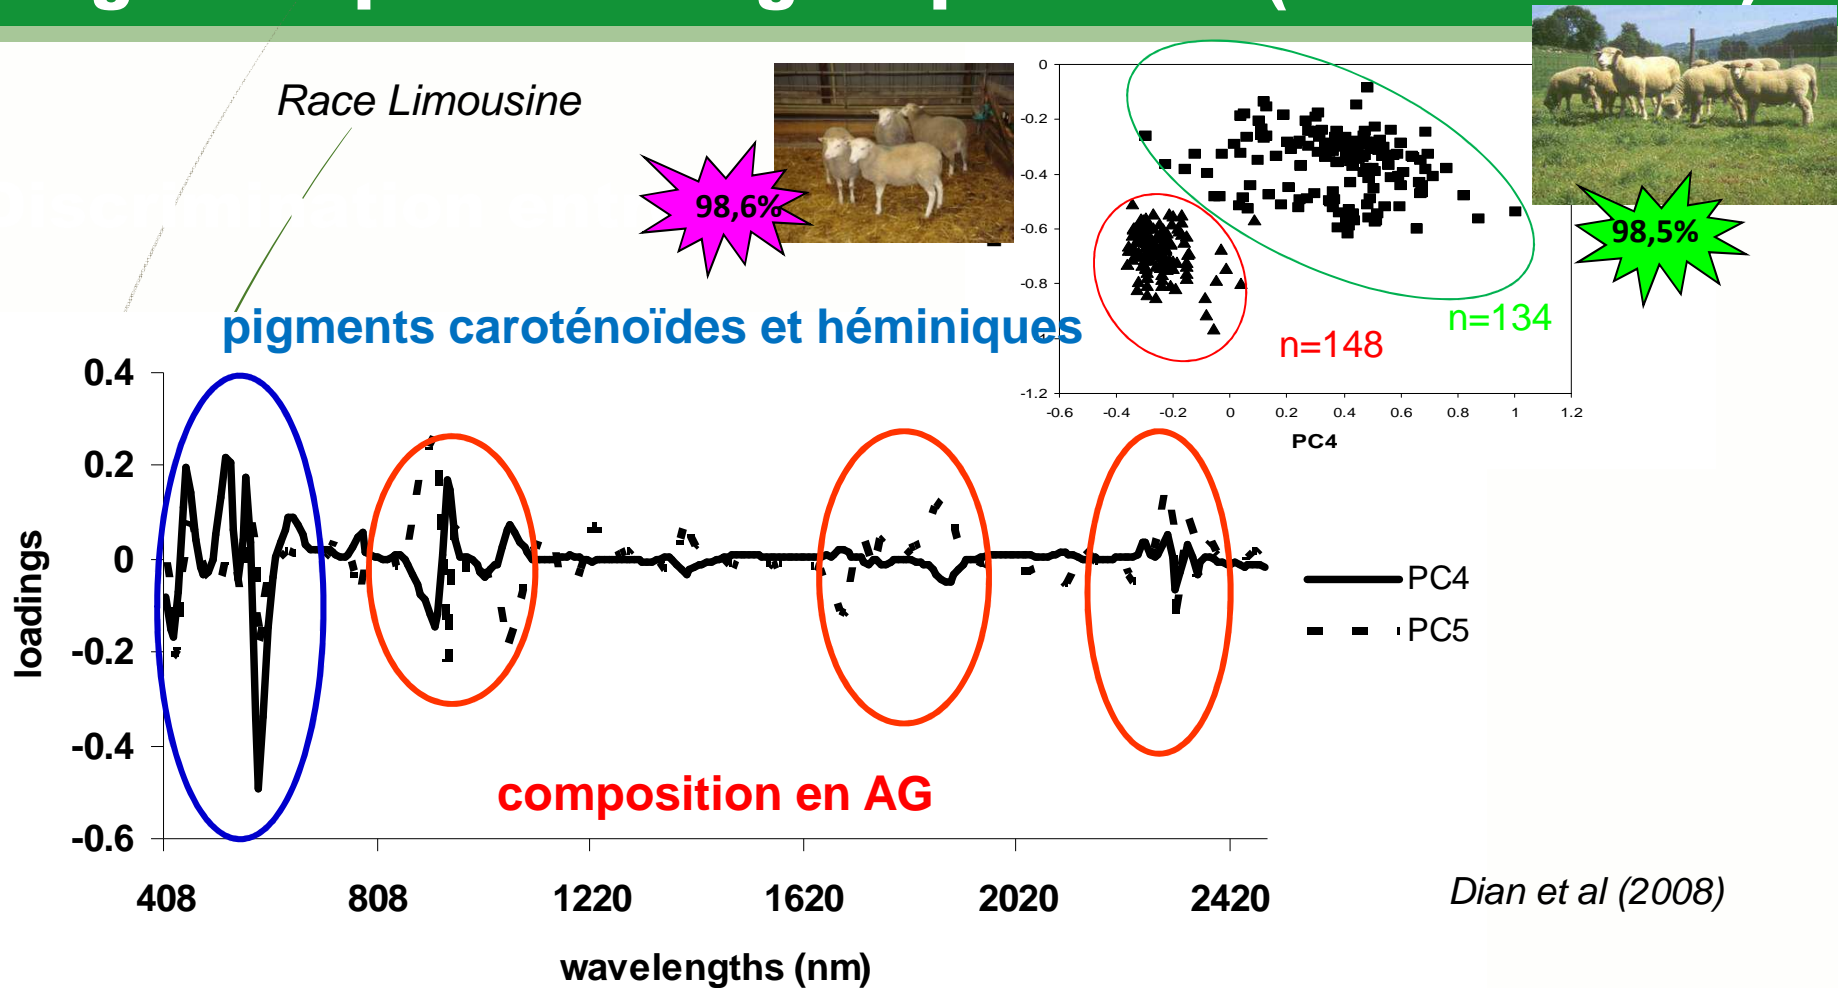 Race Limousine
98,6%
98,5%
0
-0.2
-0.4
-0.6
-0.8
-1.2
-0.6 -0.4 -0.2 0 0.2 0.4 0.6 0.8 1 1.2
PC4
n=134
n=148
pigments caroténoïdes et héminiques
0.4
0.2
0
-0.2
-0.4
-0.6
loadings
PC4
PC5
composition en AG
408 808 1220 1620 2020 2420
wavelengths (nm)
Dian et al (2008)